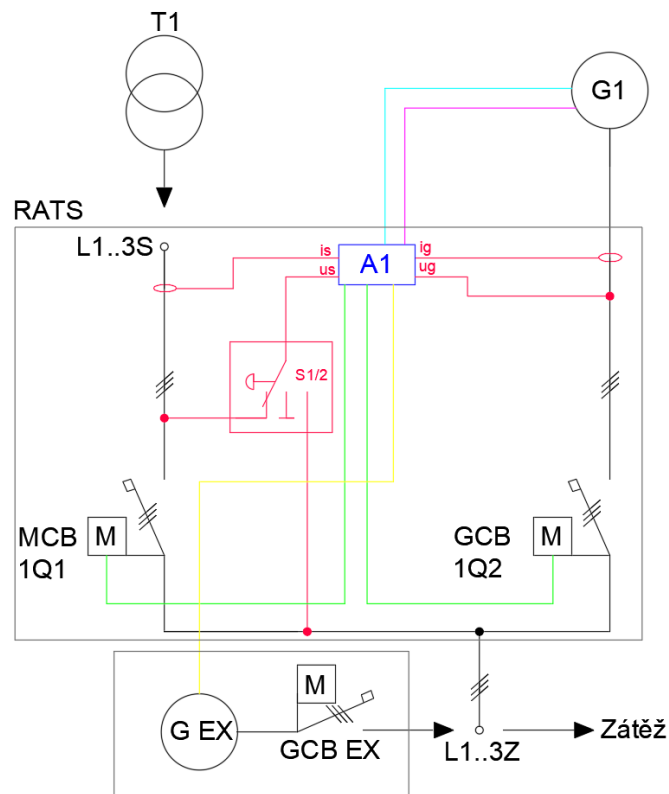 T1
G1
RATS
L1..3S
is
us
A1
ig
ug
S1/2
M
MCB
1Q1
GCB
1Q2
M
M
G EX
GCB EX
L1..3Z
Zátěž